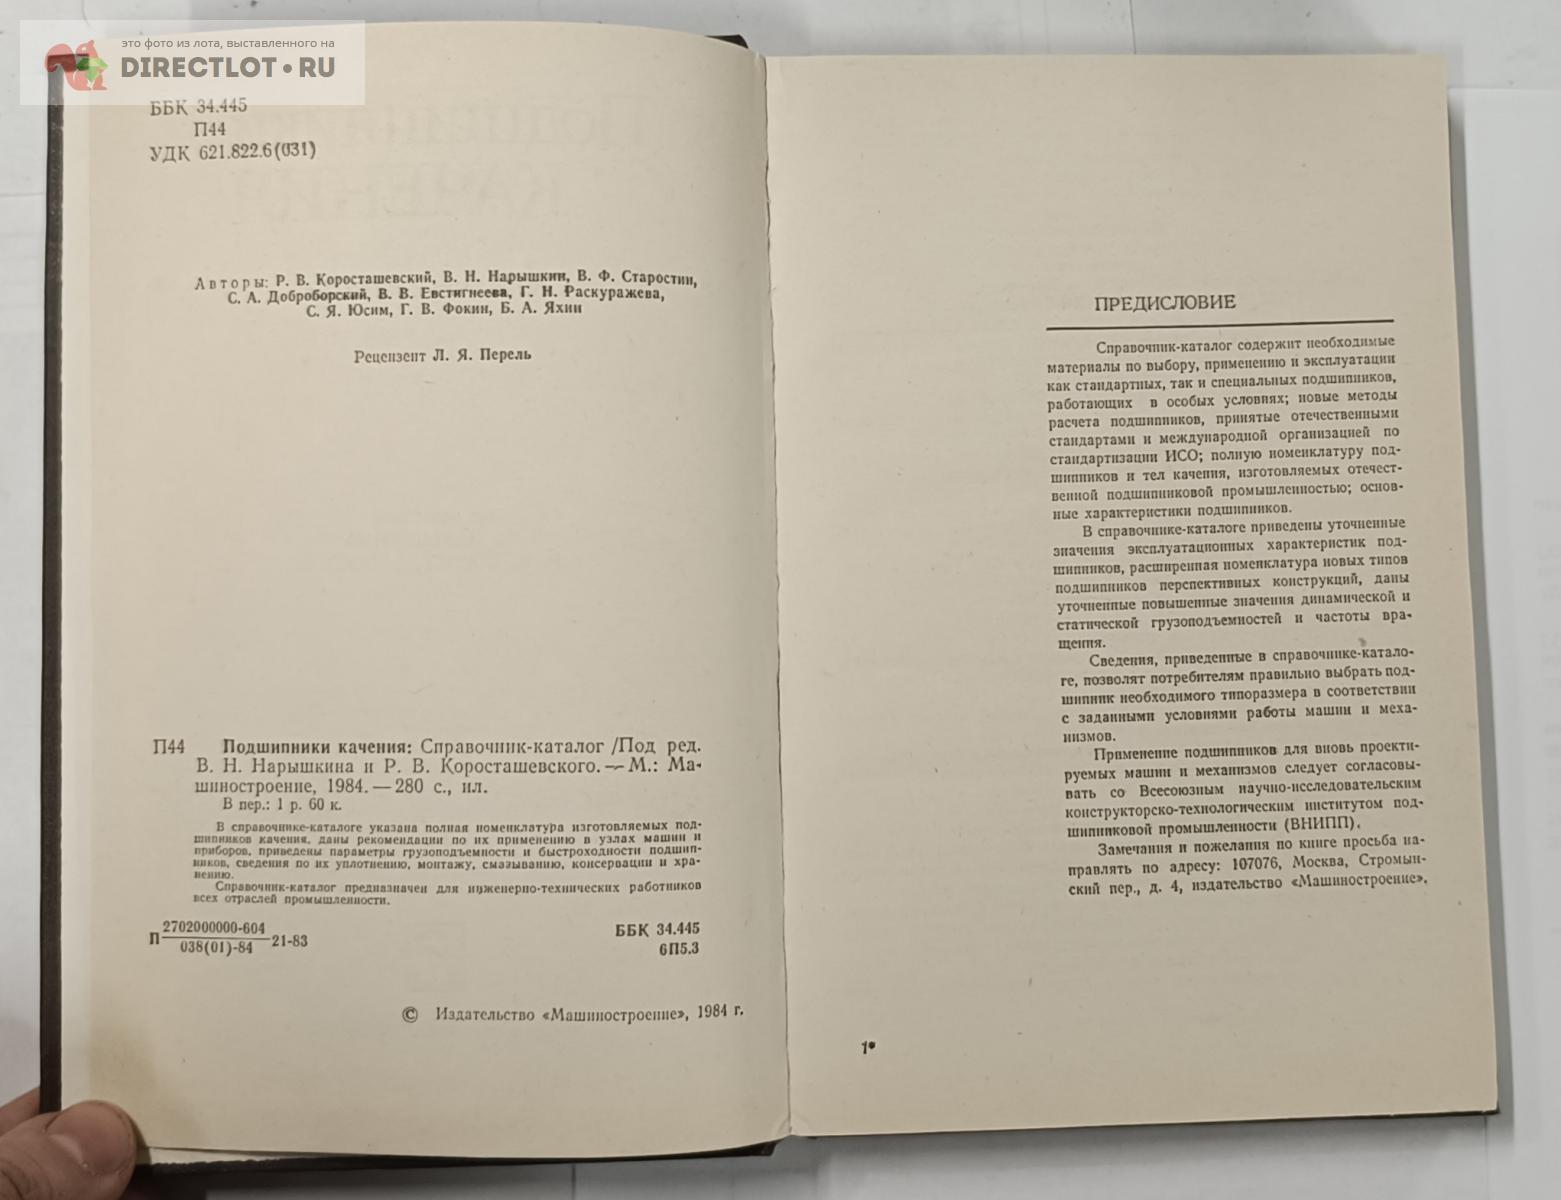 это фото из лота, выставленного на
DIRECTLOT•RU
ББК 34.445
П44
УДК 621.822.6(031)
Авторы: Р. В. Коросташевский, В. Н. Нарышкин, В. Ф. Старостин,
С. А. Доброборский, В. В. Евстигнеева, Г. Н. Раскуражева,
С. Я. Юсим, Г. В. Фокин, Б. А. Яхин
Рецензент Л. Я. Перель
П44 Подшипники качения: Справочник-каталог /Под ред.
В. Н. Нарышкина и Р. В. Коросташевского. — М.: Ма-
шиностроение, 1984. — 280 с., ил.
В пер.: 1 р. 60 к.
В справочнике-каталоге указана полная номенклатура изготовляемых под-
шипников качения, даны рекомендации по их применению в узлах машин и
приборов, приведены параметры грузоподъемности и быстроходности подшип-
ников, сведения по их уплотнению, монтажу, смазыванию, консервации и хра-
нению.
Справочник-каталог предназначен для инженерно-технических работников
всех отраслей промышленности.
П 2702000000-604
038(01)-84 21-83
ББК 34.445
6П5.3
© Издательство «Машиностроение», 1984 г.
ПРЕДИСЛОВИЕ
Справочник-каталог содержит необходимые
материалы по выбору, применению и эксплуатации
как стандартных, так и специальных подшипников,
работающих в особых условиях; новые методы
расчета подшипников, принятые отечественными
стандартами и международной организацией по
стандартизации ИСО; полную номенклатуру под-
шипников и тел качения, изготовляемых отечест-
венной подшипниковой промышленностью; основ-
ные характеристики подшипников.
В справочнике-каталоге приведены уточненные
значения эксплуатационных характеристик под-
шипников, расширенная номенклатура новых типов
подшипников перспективных конструкций, даны
уточненные повышенные значения динамической и
статической грузоподъемностей и частоты вра-
щения.
Сведения, приведенные в справочнике-катало-
ге, позволят потребителям правильно выбрать под-
шипник необходимого типоразмера в соответствии
с заданными условиями работы машин и меха-
низмов.
Применение подшипников для вновь проекти-
руемых машин и механизмов следует согласовы-
вать со Всесоюзным научно-исследовательским
конструкторско-технологическим институтом под-
шипниковой промышленности (ВНИПП).
Замечания и пожелания по книге просьба на-
правлять по адресу: 107076, Москва, Стромын-
ский пер., д. 4, издательство «Машиностроение».
1*